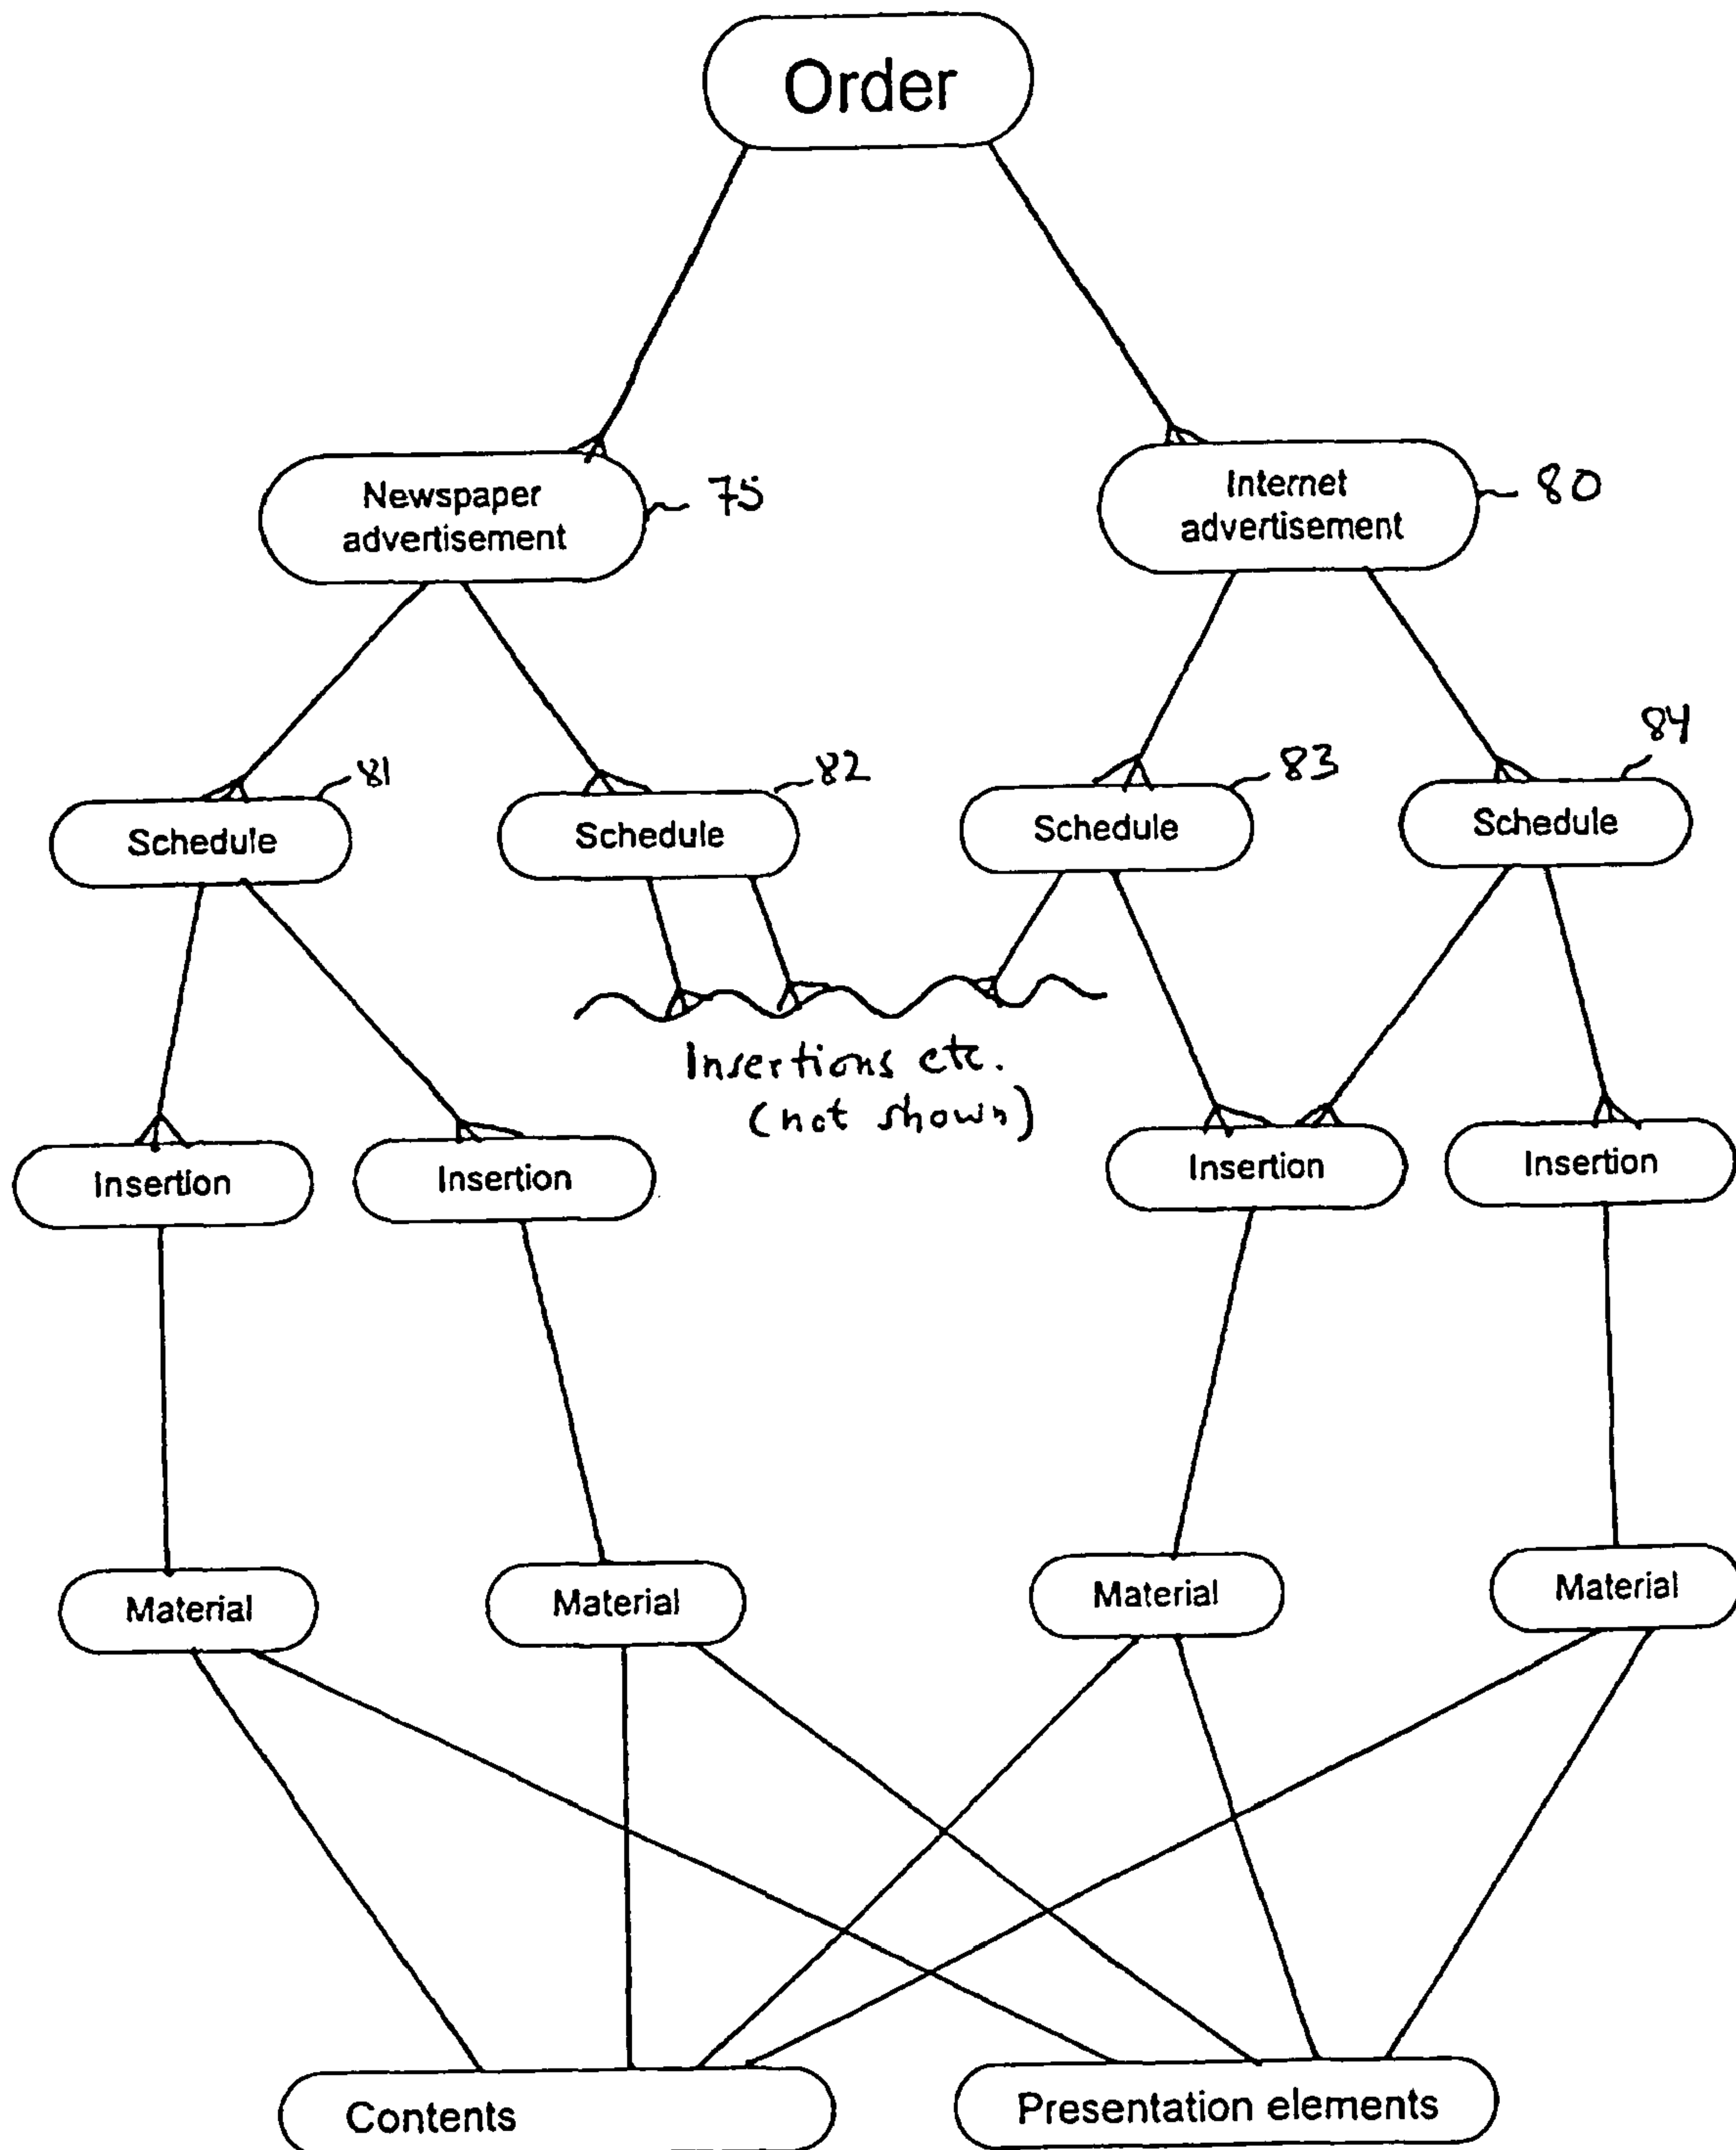 Order
Newspaper
advertisement
75
Internet
advertisement
80
81
82
83
84
Schedule
Schedule
Schedule
Schedule
Insertions etc.
(not shown)
Insertion
Insertion
Insertion
Insertion
Material
Material
Material
Material
Contents
Presentation elements